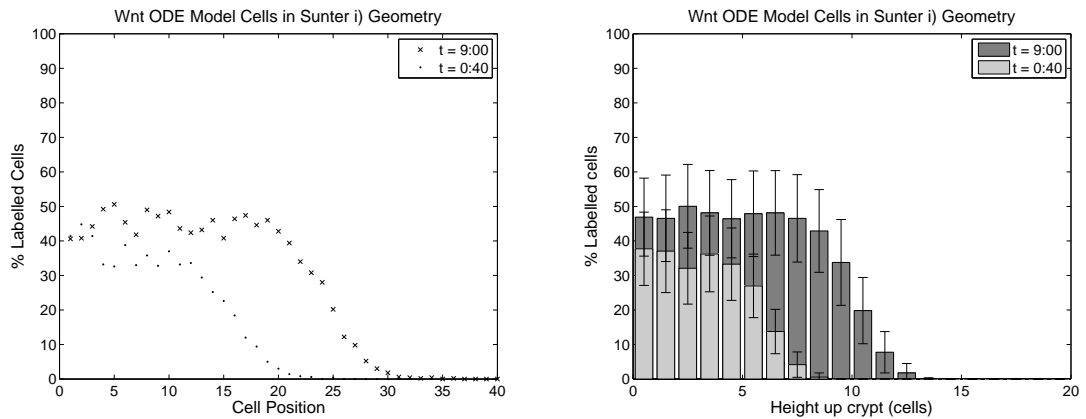 Wnt ODE Model Cells in Sunter i) Geometry
% Labelled Cells
100
90
80
70
60
50
40
30
20
10
0
0 5 10 15 20 25 30 35 40
Cell Position
t = 9:00
t = 0:40
Wnt ODE Model Cells in Sunter i) Geometry
% Labelled cells
100
90
80
70
60
50
40
30
20
10
0
0 5 10 15 20
Height up crypt (cells)
t = 9:00
t = 0:40